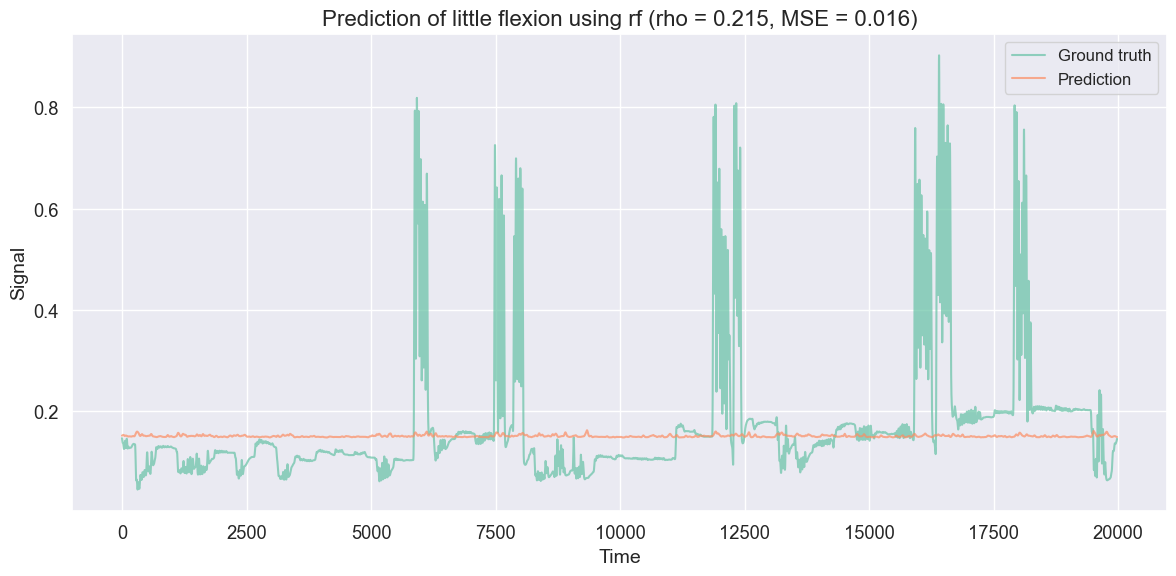 Prediction of little flexion using rf (rho = 0.215, MSE = 0.016)
Ground truth
Prediction
Signal
0.8
0.6
0.4
0.2
0 2500 5000 7500 10000 12500 15000 17500 20000
Time